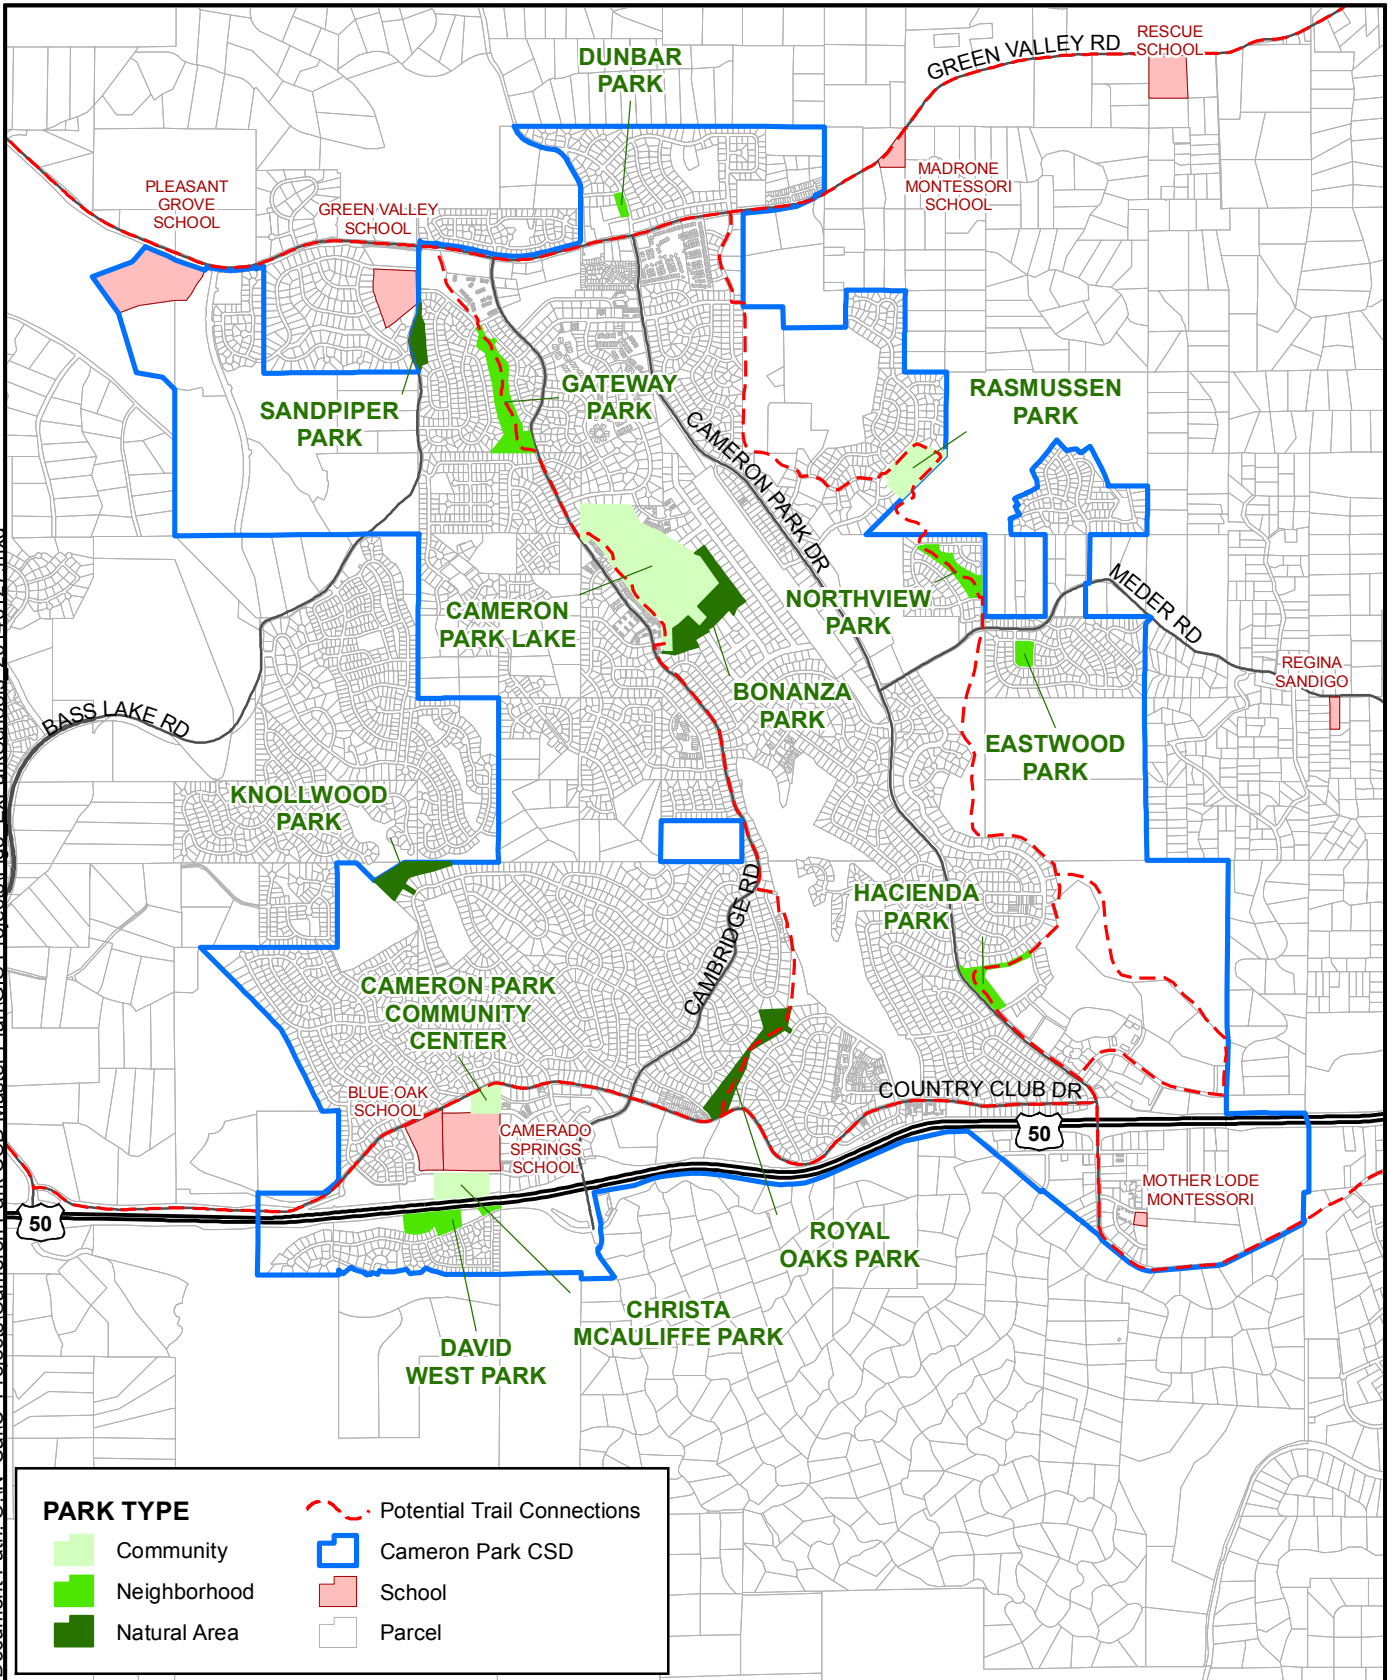 DUNBAR
PARK
GREEN VALLEY RD
RESCUE
SCHOOL
MADRONE
MONTESSORI
SCHOOL
PLEASANT
GROVE
SCHOOL
GREEN VALLEY
SCHOOL
SANDPIPER
PARK
GATEWAY
PARK
RASMUSSEN
PARK
CAMERON PARK DR
CAMERON
PARK LAKE
NORTHVIEW
PARK
MEDER RD
REGINA
SANDIGO
BONANZA
PARK
BASS LAKE RD
EASTWOOD
PARK
KNOLLWOOD
PARK
HACIENDA
PARK
CAMBRIDGE RD
CAMERON PARK
COMMUNITY
CENTER
BLUE OAK
SCHOOL
COUNTRY CLUB DR
CAMERADO
SPRINGS
SCHOOL
50
MOTHER LODE
MONTESSORI
50
ROYAL
OAKS PARK
CHRISTA
MCAULIFFE PARK
DAVID
WEST PARK
PARK TYPE
Community
Neighborhood
Natural Area
Potential Trail Connections
Cameron Park CSD
School
Parcel